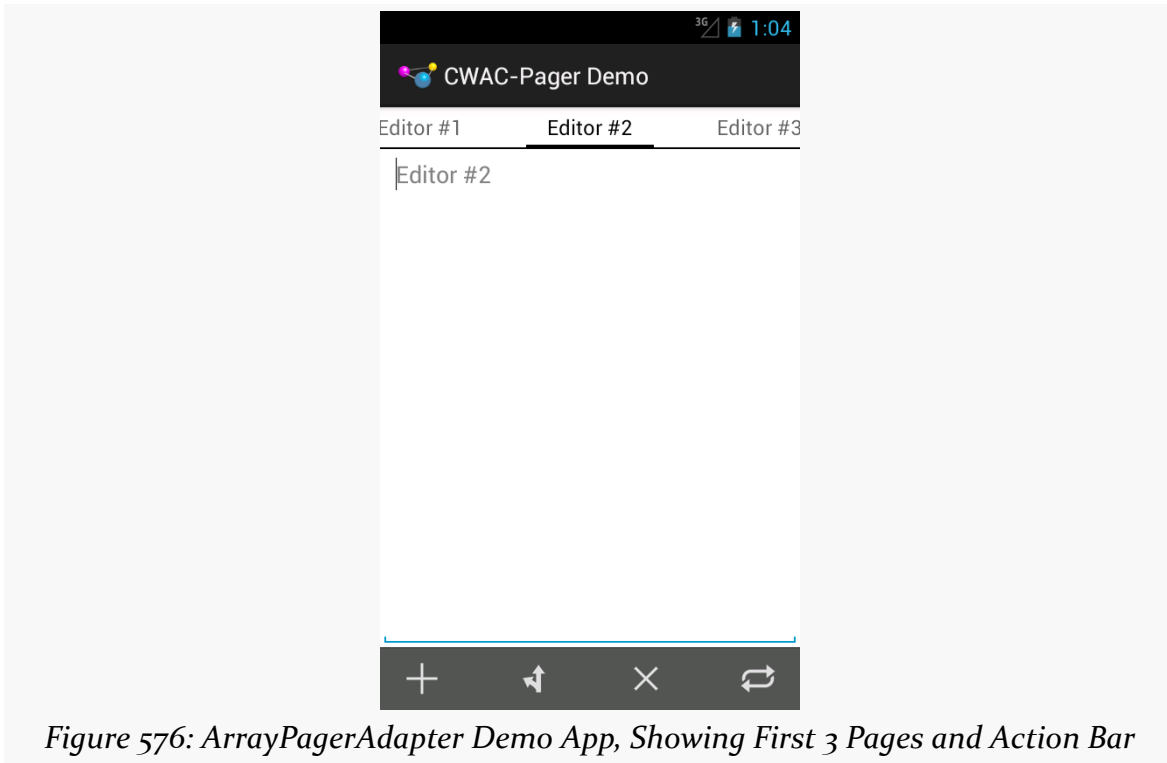 3G 1:04
CWAC-Pager Demo
Editor #1 Editor #2 Editor #3
Editor #2
Figure 576: ArrayPagerAdapter Demo App, Showing First 3 Pages and Action Bar